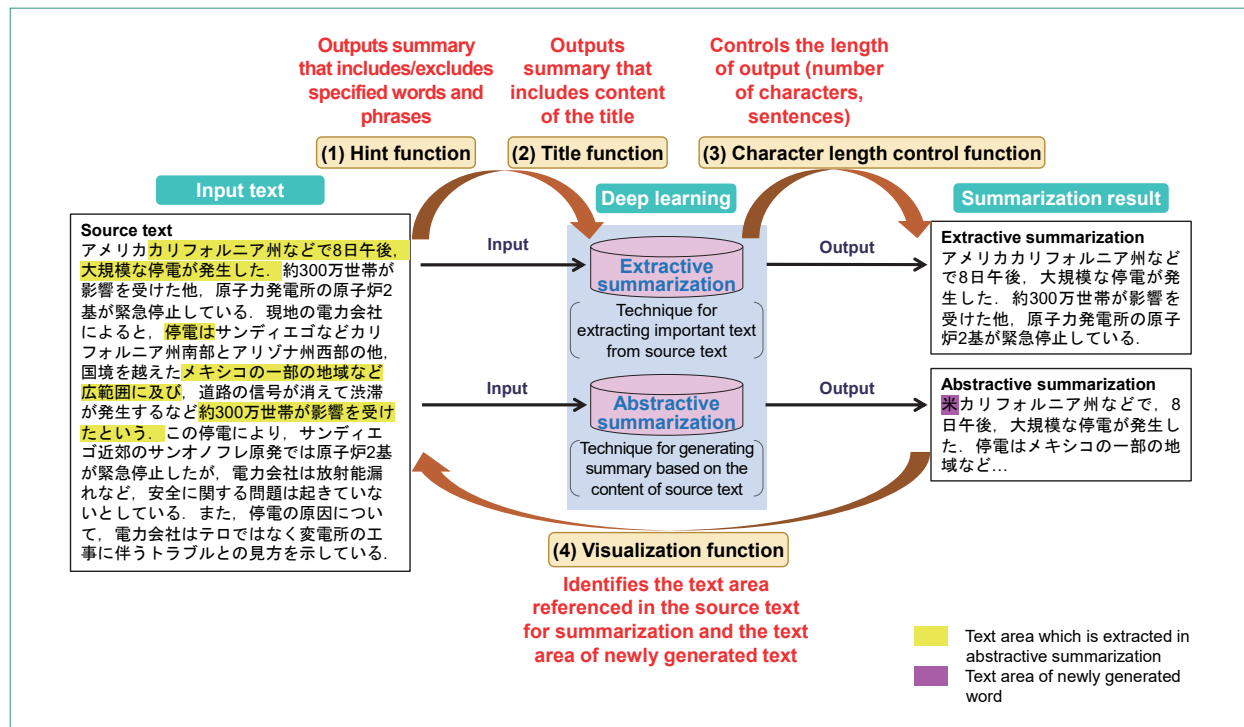 Outputs summary
that includes/excludes
specified words and
phrases
Outputs
summary that
includes content
of the title
Controls the length
of output (number
of characters,
sentences)
(1) Hint function
(2) Title function
(3) Character length control function
Input text
Deep learning
Summarization result
Source text
アメリカカリフォルニア州などで8日午後,
大規模な停電が発生した. 約300万世帯が
影響を受けた他,原子力発電所の原子炉2
基が緊急停止している. 現地の電力会社
によると,停電はサンディエゴなどカリ
フォルニア州南部とアリゾナ州西部の他,
国境を越えたメキシコの一部の地域など
広範囲に及び,道路の信号が消えて渋滞
が発生するなど約300万世帯が影響を受け
たという. この停電により,サンディエ
ゴ近郊のサンオノフレ原発では原子炉2基
が緊急停止したが,電力会社は放射能漏
れなど,安全に関する問題は起きていな
いとしている. また,停電の原因につい
て,電力会社はテロではなく変電所の工
事に伴うトラブルとの見方を示している.
Input
Extractive
summarization
Technique for
extracting important text
from source text
Output
Input
Abstractive
summarization
Technique for generating
summary based on the
content of source text
Output
Extractive summarization
アメリカカリフォルニア州などで
で8日午後,大規模な停電が発
生した. 約300万世帯が影響を
受けた他,原子力発電所の原子
炉2基が緊急停止している.
Abstractive summarization
米カリフォルニア州などで,8
日午後,大規模な停電が発生し
た. 停電はメキシコの一部の地
域など…
(4) Visualization function
Identifies the text area
referenced in the source text
for summarization and the text
area of newly generated text
Text area which is extracted in
abstractive summarization
Text area of newly generated
word